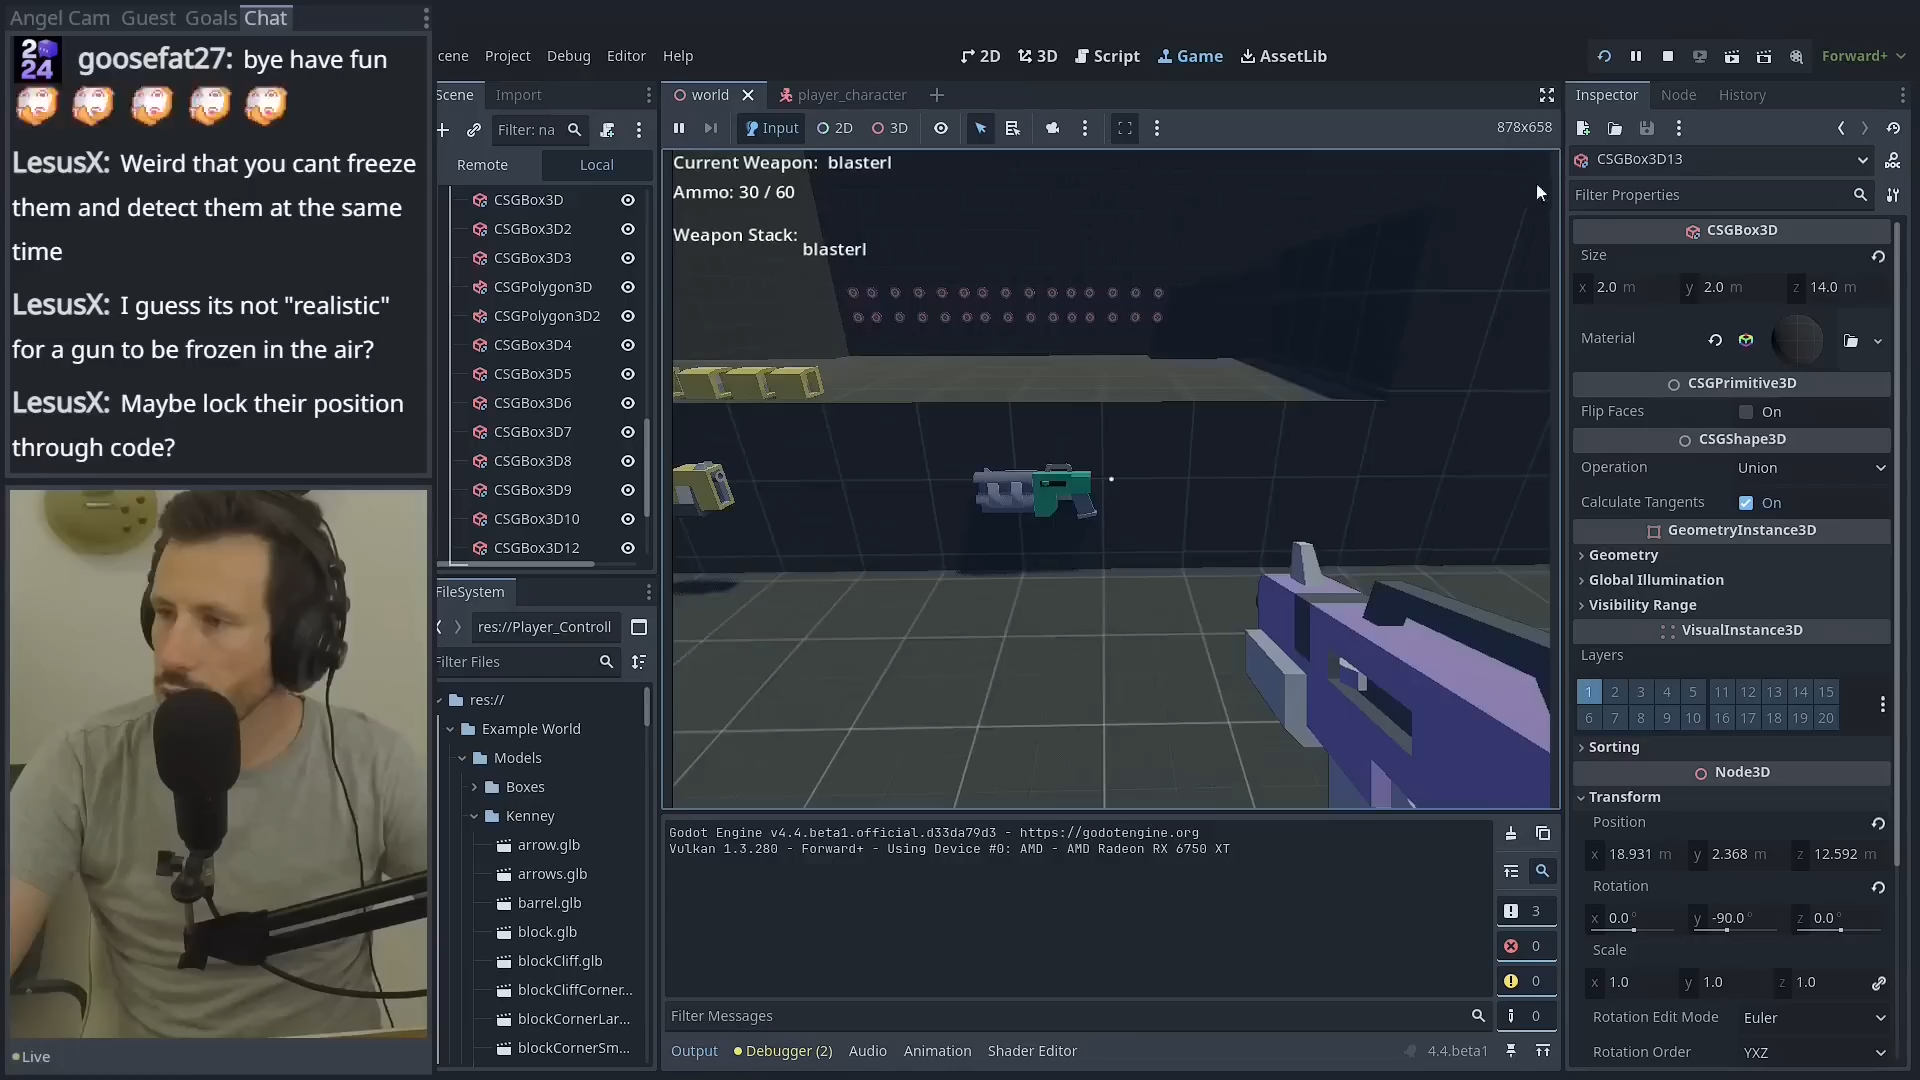 Angel Cam Guest Goals Chat
goosefat27: bye have fun
LesusX: Weird that you cant freeze
them and detect them at the same
time
LesusX: I guess its not "realistic"
for a gun to be frozen in the air?
LesusX: Maybe lock their position
through code?
Live
cene Project Debug Editor Help
2D 3D Script Game AssetLib
Forward+
Scene Import
Filter: na
Remote Local
CSGBox3D
CSGBox3D2
CSGBox3D3
CSGPolygon3D
CSGPolygon3D2
CSGBox3D4
CSGBox3D5
CSGBox3D6
CSGBox3D7
CSGBox3D8
CSGBox3D9
CSGBox3D10
CSGBox3D12
FileSystem
res://Player_Controll
Filter Files
res://
Example World
Models
Boxes
Kenney
arrow.glb
arrows.glb
barrel.glb
block.glb
blockCliff.glb
blockCliffCorner...
blockCornerLar...
blockCornerSm...
world player_character
Input 2D 3D
878x658
Current Weapon: blasterl
Ammo: 30 / 60
Weapon Stack:
blasterl
Godot Engine v4.4.beta1.official.d33da79d3 - https://godotengine.org
Vulkan 1.3.280 - Forward+ - Using Device #0: AMD - AMD Radeon RX 6750 XT
3
0
0
0
Filter Messages
Output Debugger (2) Audio Animation Shader Editor
4.4.beta1
Inspector Node History
CSGBox3D13
Filter Properties
CSGBox3D
Size
x 2.0 m y 2.0 m z 14.0 m
Material
CSGPrimitive3D
Flip Faces On
CSGShape3D
Operation Union
Calculate Tangents On
GeometryInstance3D
Geometry
Global Illumination
Visibility Range
VisualInstance3D
Layers
1 2 3 4 5 11 12 13 14 15
6 7 8 9 10 16 17 18 19 20
Sorting
Node3D
Transform
Position
x 18.931 m y 2.368 m z 12.592 m
Rotation
x 0.0 ° y -90.0 ° z 0.0 °
Scale
x 1.0 y 1.0 z 1.0
Rotation Edit Mode Euler
Rotation Order YXZ